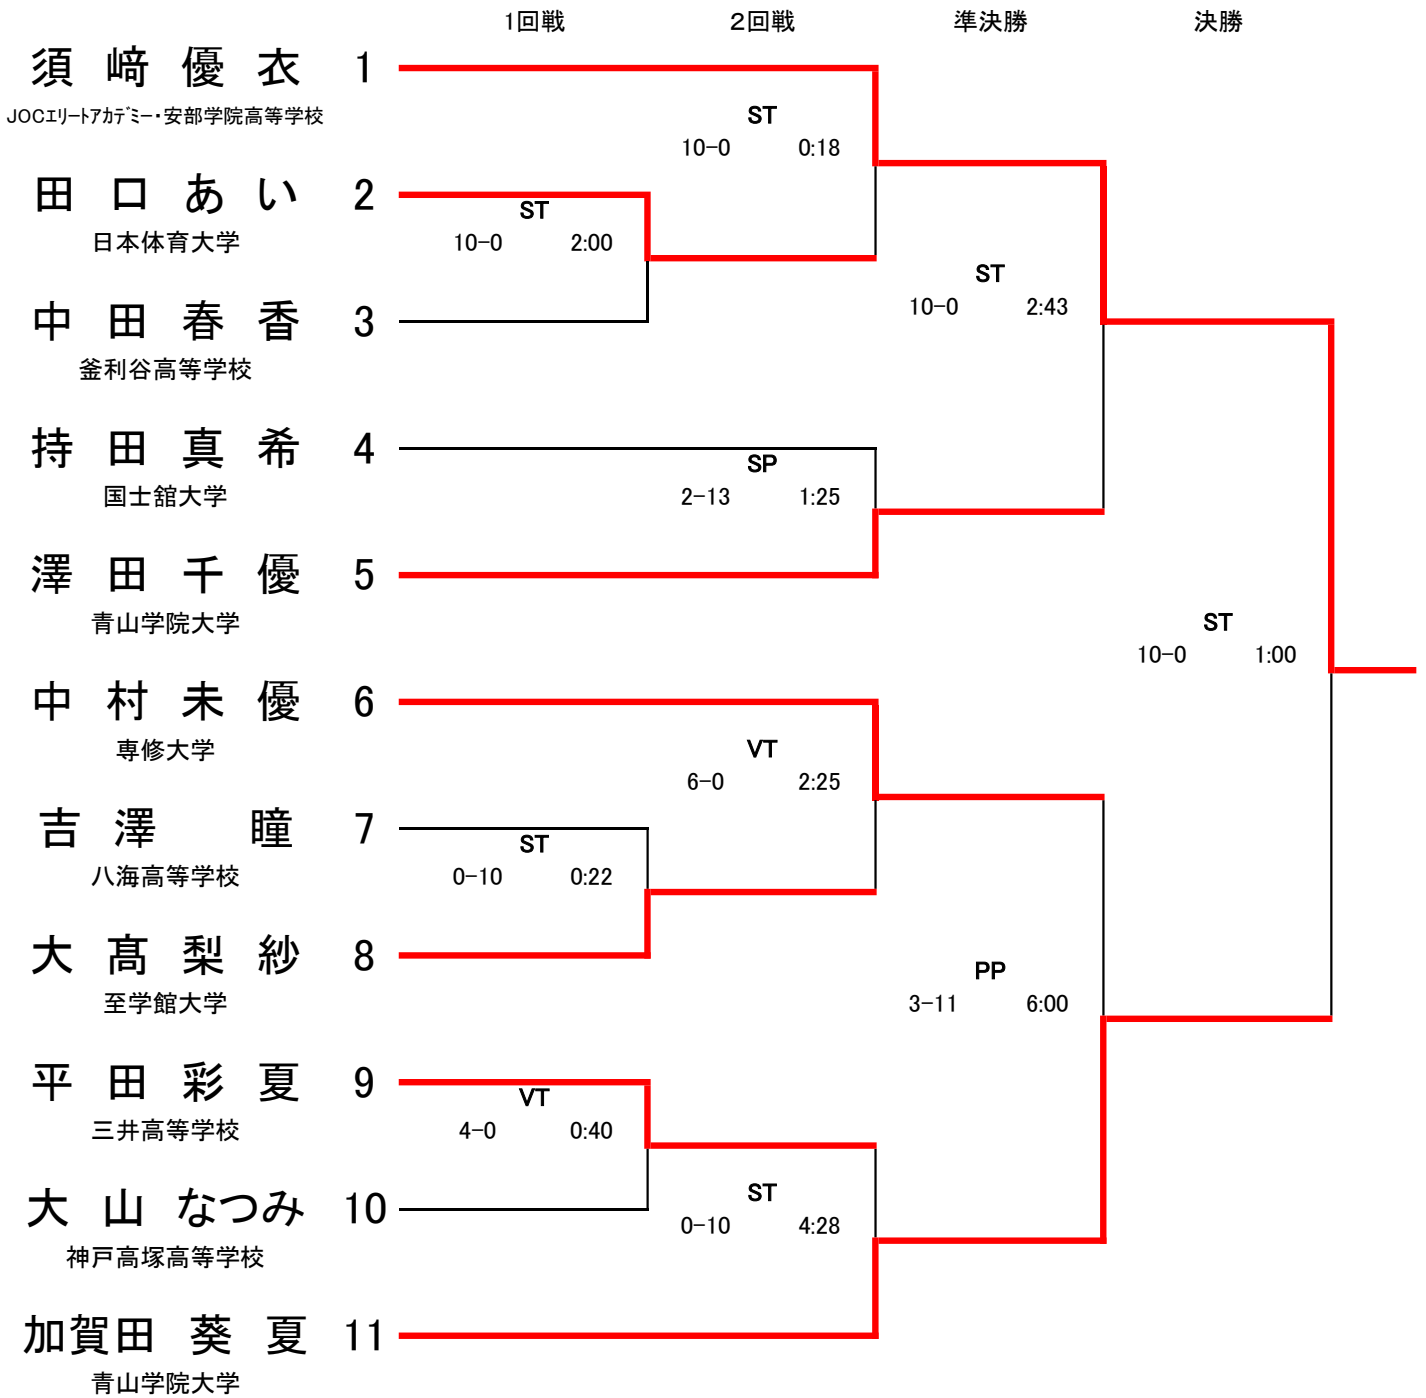 1回戦 2回戦 準決勝 決勝
須﨑優衣 1
JOCｴﾘｰﾄｱｶﾃﾞﾐｰ・安部学院高等学校
ST
10-0 0:18
田口あい 2
日本体育大学
ST
10-0 2:00
ST
10-0 2:43
中田春香 3
釜利谷高等学校
持田真希 4
国士舘大学
SP
2-13 1:25
澤田千優 5
青山学院大学
ST
10-0 1:00
中村未優 6
専修大学
VT
6-0 2:25
吉澤 瞳 7
八海高等学校
ST
0-10 0:22
大髙梨紗 8
至学館大学
PP
3-11 6:00
平田彩夏 9
三井高等学校
VT
4-0 0:40
大山なつみ 10
神戸高塚高等学校
ST
0-10 4:28
加賀田葵夏 11
青山学院大学